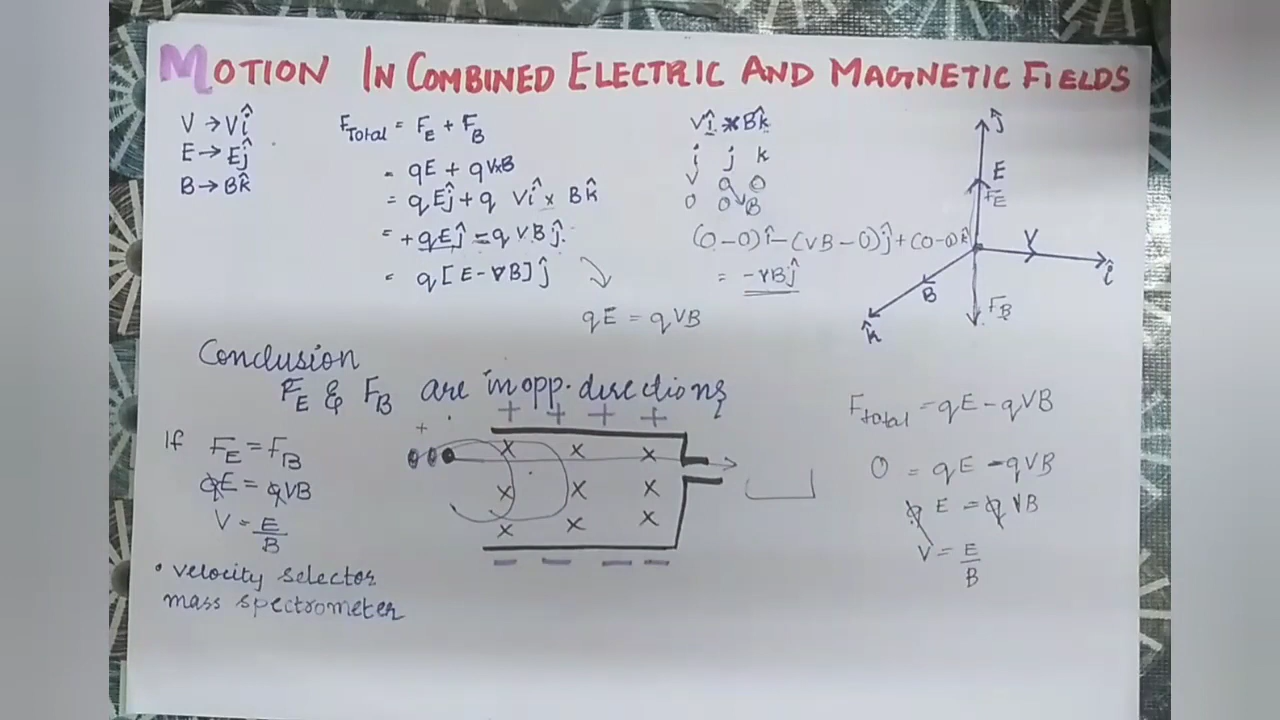 MOTION IN COMBINED ELECTRIC AND MAGNETIC FIELDS
V → Vî
E → Eĵ
B → Bk̂
F_Total = F_E + F_B
= qE + qV×B
= qEĵ + q Vî × Bk̂
= +qEĵ = qVBĵ.
= q[E - VB]ĵ
qE = qVB
Vî × Bk̂
i j k
V 0 0
0 0 B
(0-0)î - (VB-0)ĵ + (0-0)k̂
= -VBĵ
ĵ
E
F_E
V
î
B
k̂
F_B
Conclusion
F_E & F_B are in opp. directions
If F_E = F_B
qE = qVB
V = E/B
• velocity selector
mass spectrometer
+ + + +
+
x x x
x x x
x x x
— — — —
F_total = qE - qVB
0 = qE - qVB
q E = q VB
V = E/B